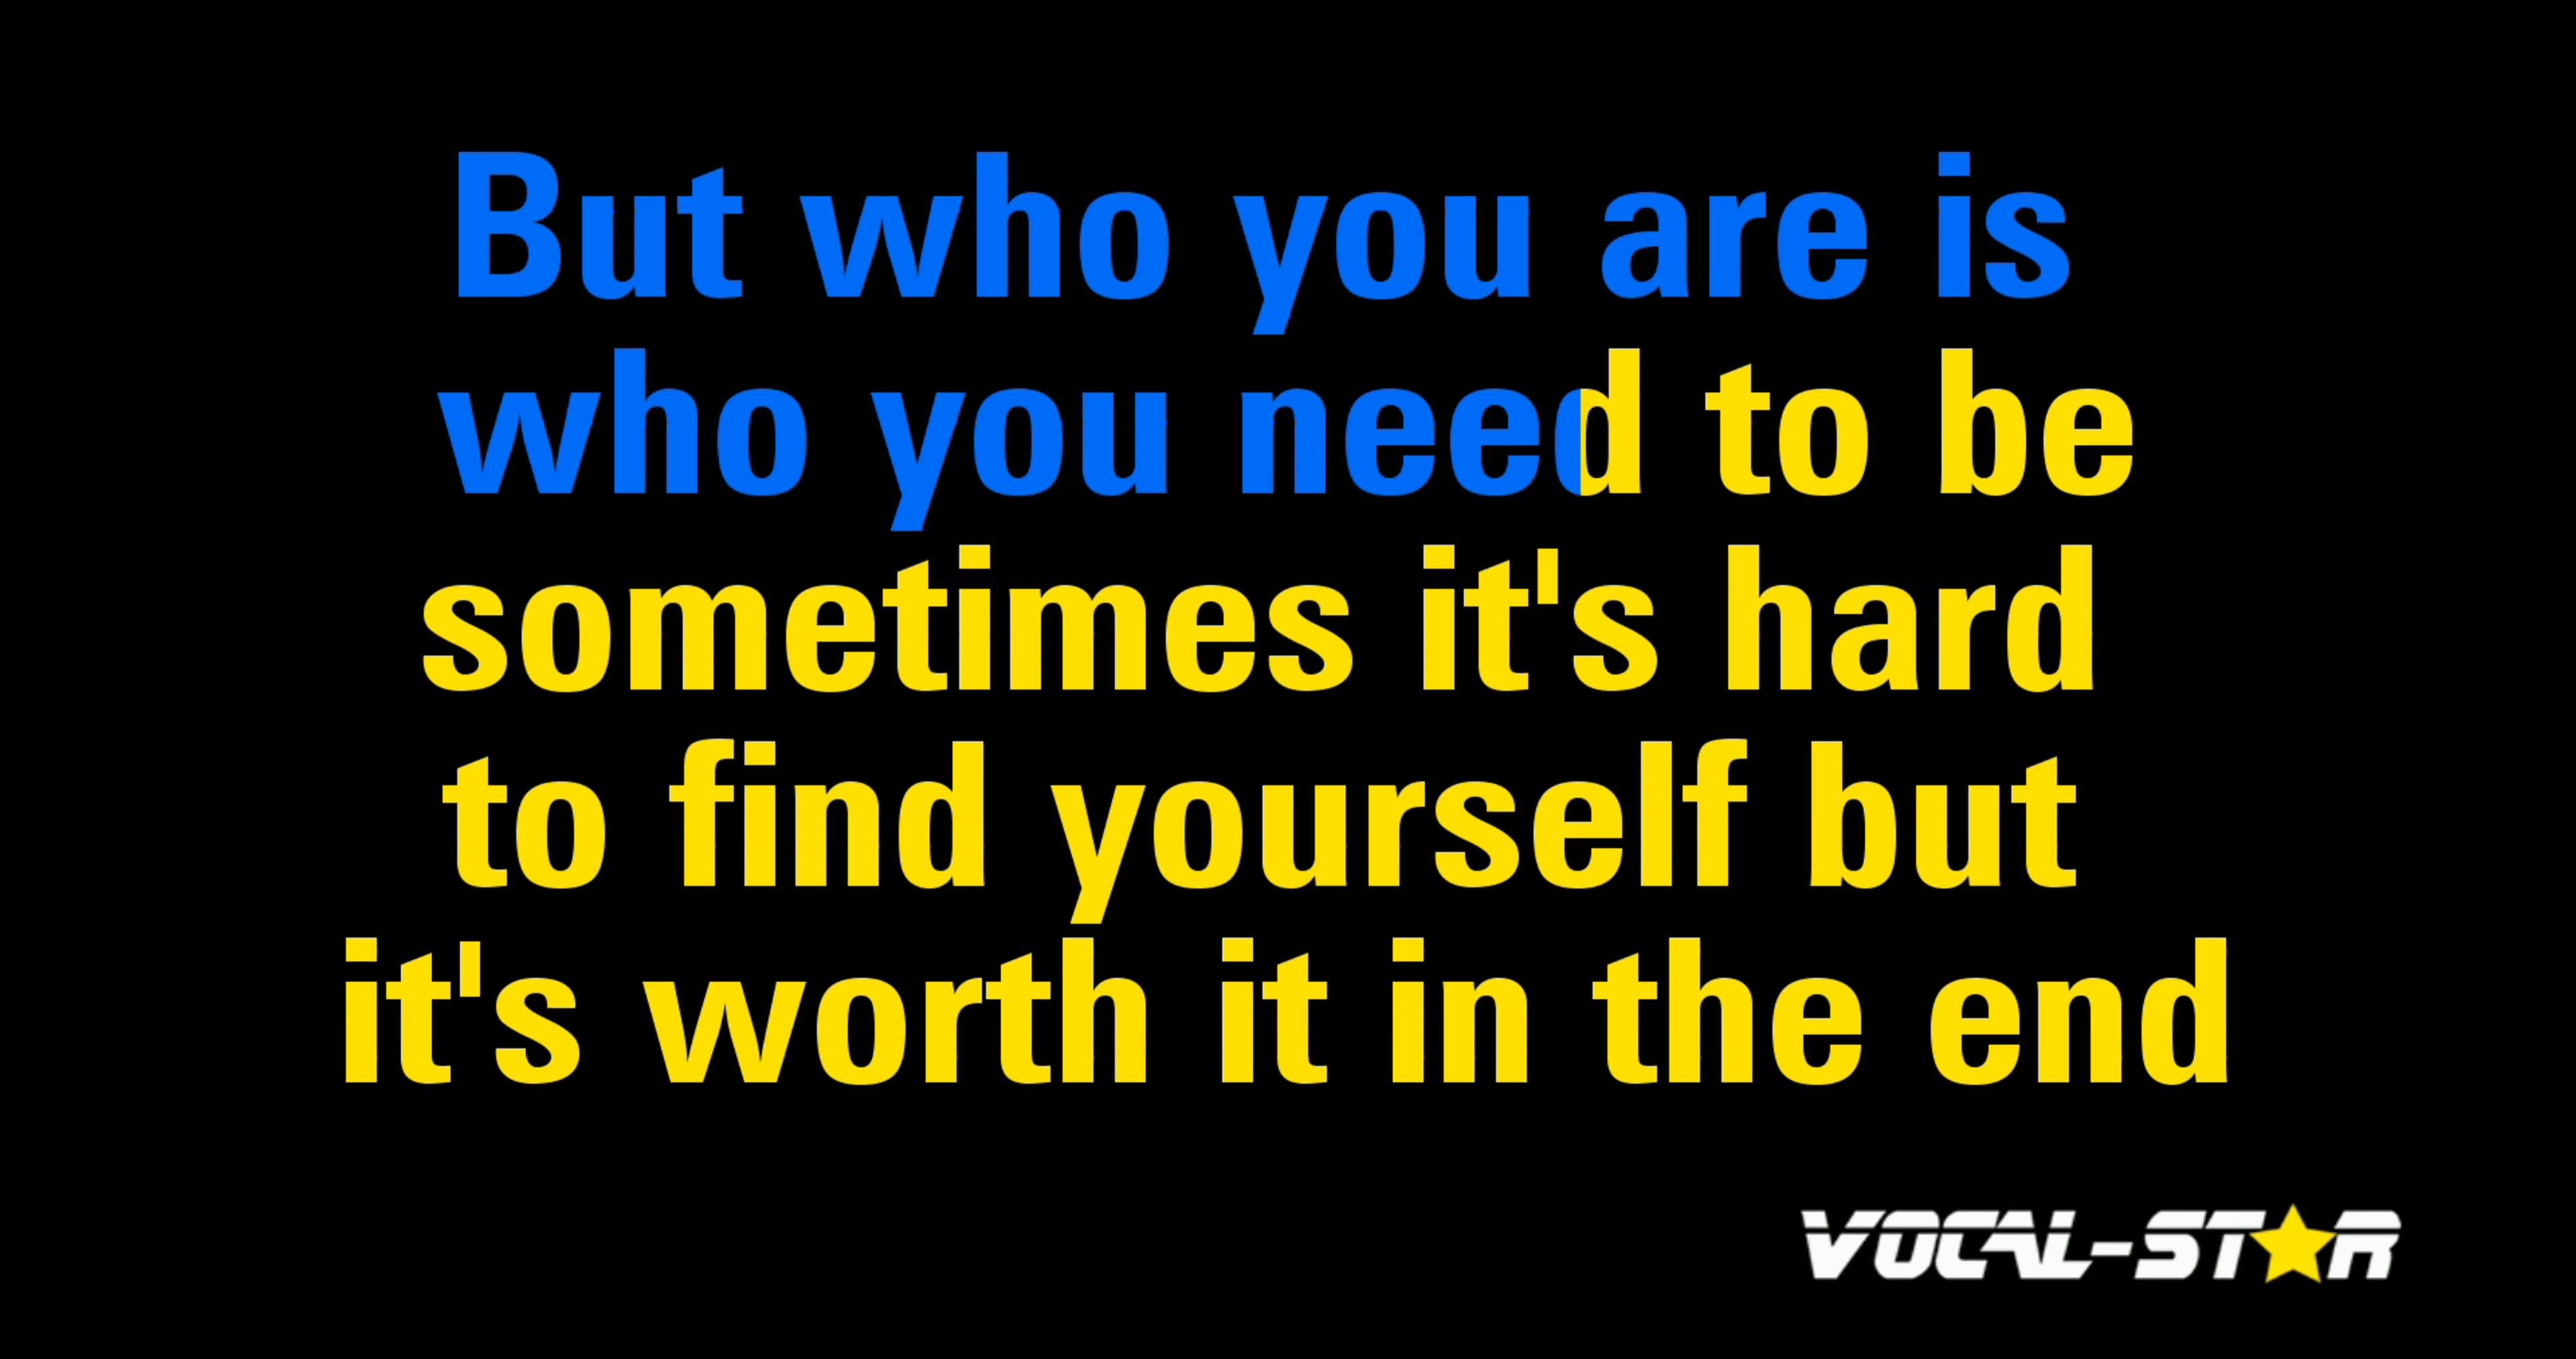 But who you are is
who you need to be
sometimes it's hard
to find yourself but
it's worth it in the end
VOCAL-STAR